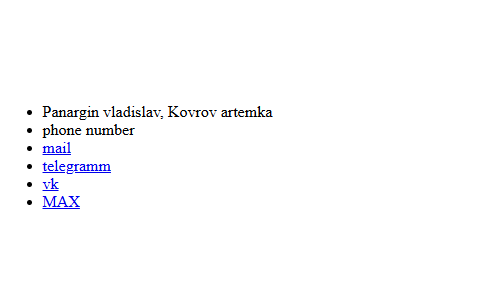 Panargin vladislav, Kovrov artemka
phone number
mail
telegramm
vk
MAX